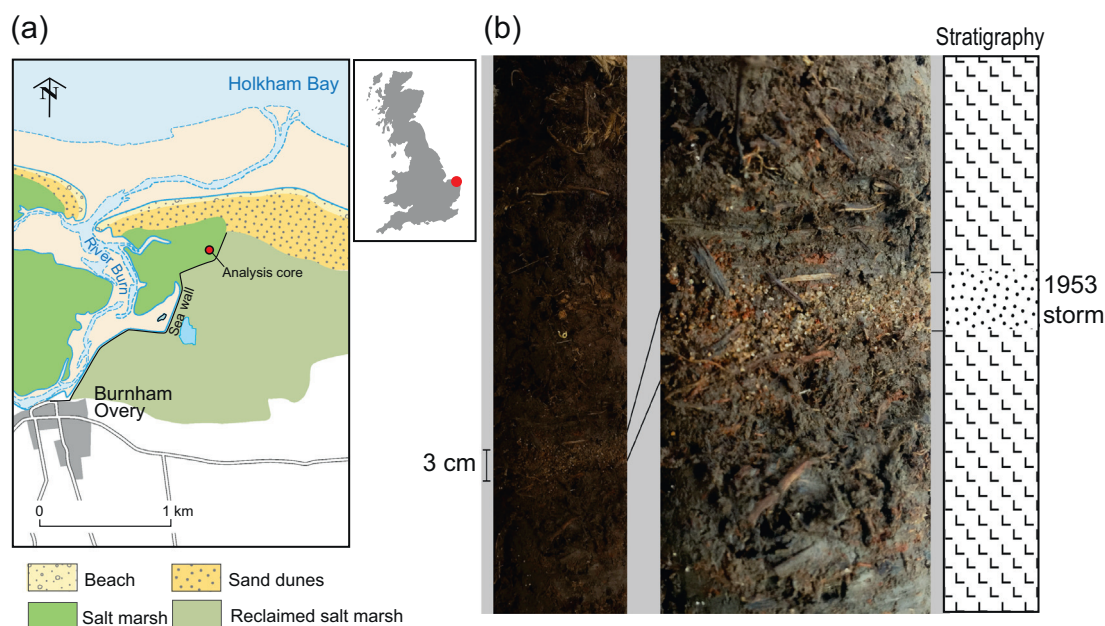 (a)
N
Holkham Bay
River Burn
Analysis core
Sea wall
Burnham
Overy
0 1 km
Beach
Sand dunes
Salt marsh
Reclaimed salt marsh
(b)
Stratigraphy
1953
storm
3 cm